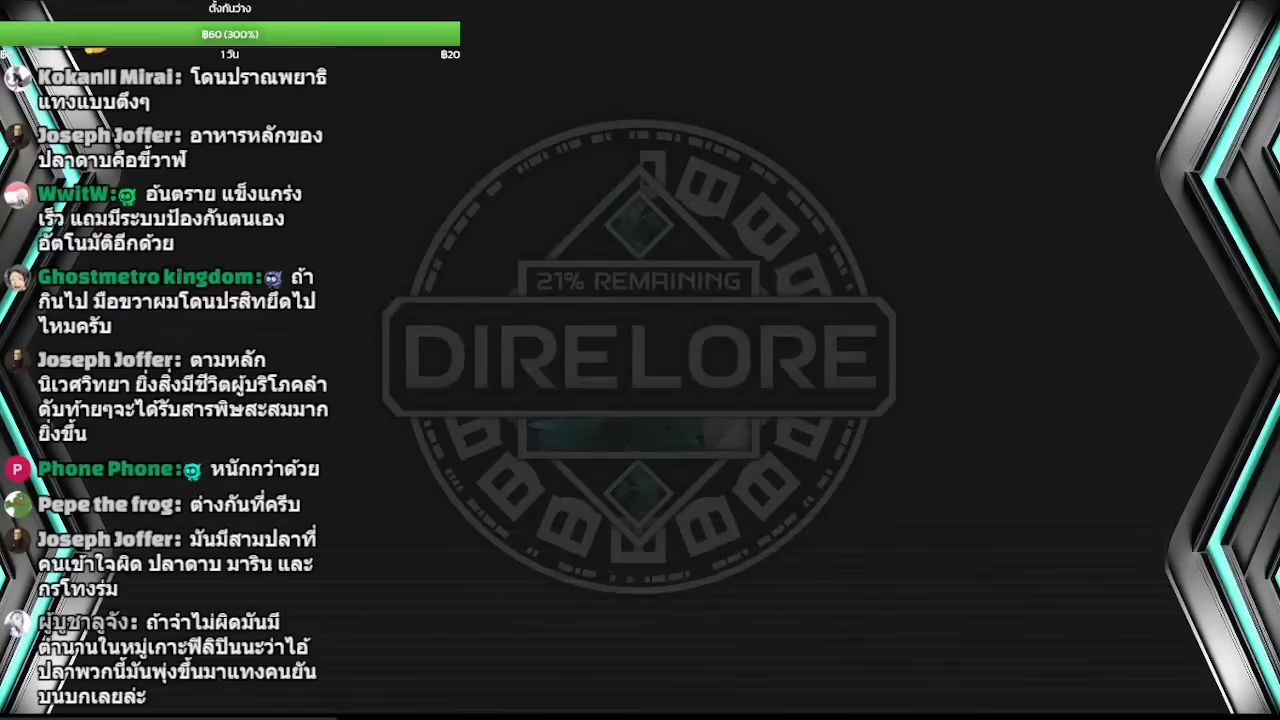 ตั้งกันว่าง
฿60 (300%)
฿ 1 วัน ฿20
Kokanll Mirai: โดนปราณพยาธิ
แทงแบบตึงๆ
Joseph Joffer: อาหารหลักของ
ปลาดาบคือขี้วาฬ
WwitW: อันตราย แข็งแกร่ง
เร็ว แถมมีระบบป้องกันตนเอง
อัตโนมัติอีกด้วย
Ghostmetro kingdom: ถ้า
กินไป มือขวาผมโดนปรสิทยึดไป
ไหมครับ
Joseph Joffer: ตามหลัก
นิเวศวิทยา ยิ่งสิ่งมีชีวิตผู้บริโภคลำ
ดับท้ายๆจะได้รับสารพิษสะสมมาก
ยิ่งขึ้น
P Phone Phone: หนักกว่าด้วย
Pepe the frog: ต่างกันที่ครีบ
Joseph Joffer: มันมีสามปลาที่
คนเข้าใจผิด ปลาดาบ มาริน และ
กรโทงร่ม
ผู้บูชาลูจัง: ถ้าจำไม่ผิดมันมี
ตำนานในหมู่เกาะฟิลิปปินนะว่าไอ้
ปลาพวกนี้มันพุ่งขึ้นมาแทงคนยัน
บนบกเลยล่ะ
21% REMAINING
DIRELORE